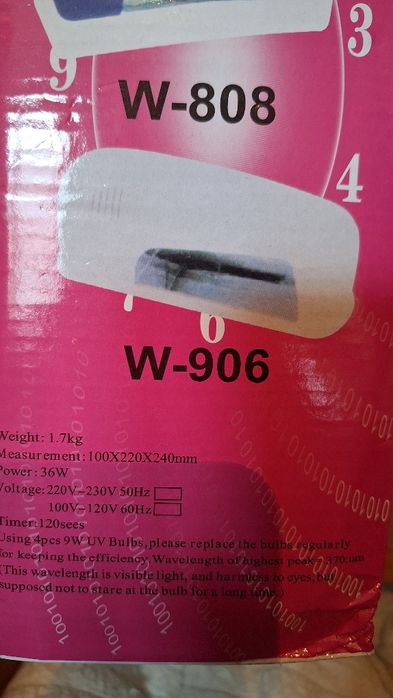 3
9
W-808
4
6
W-906
Weight: 1.7kg
Measurement: 100X220X240mm
Power: 36W
Voltage: 220V~230V 50Hz
100V~120V 60Hz
Timer: 120secs
Using 4pcs 9W UV Bulbs, please replace the bulbs regularly
for keeping the efficiency, Wavelength of highest peak: 370um
(This wavelength is visible light, and harmless to eyes, but
supposed not to stare at the bulb for a long time.)